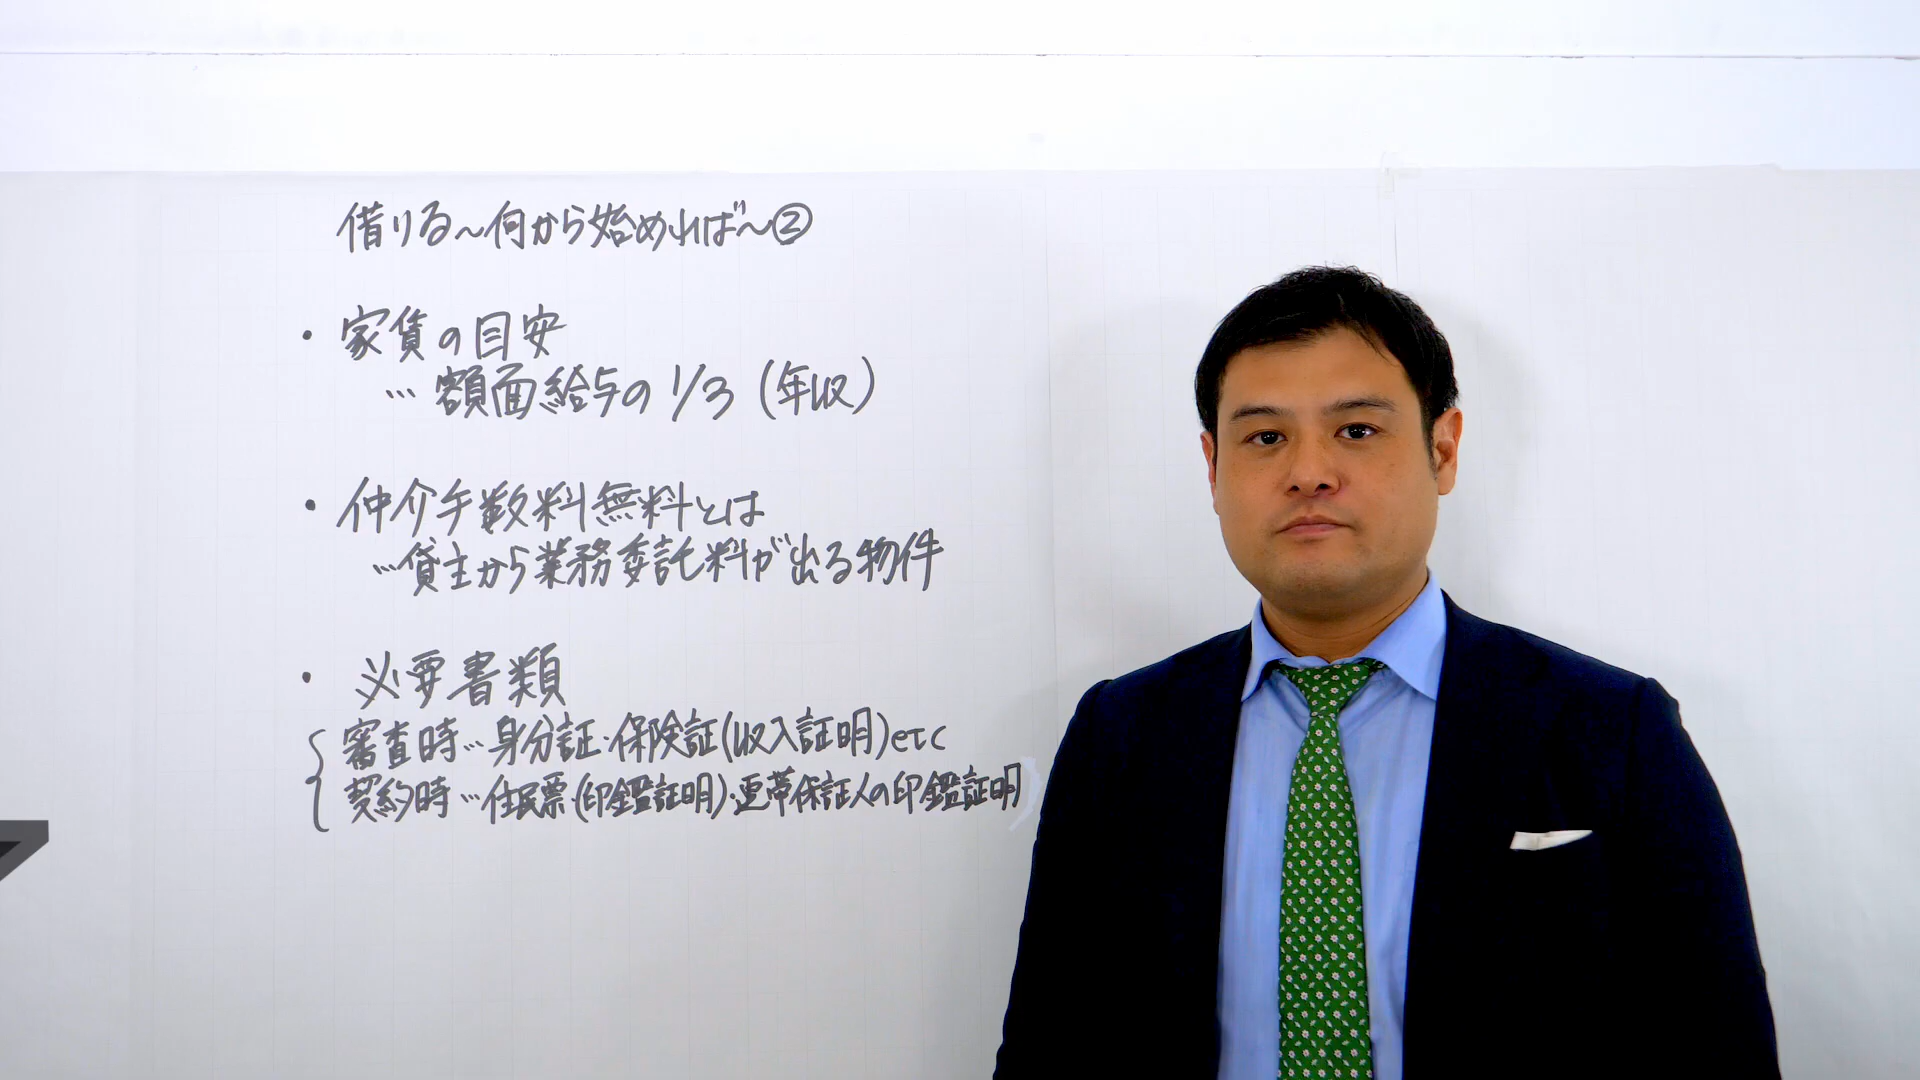 借りる～何から始めれば～②
・家賃の目安
…額面給与の1/3（年収）
・仲介手数料無料とは
…貸主から業務委託料が出る物件
・必要書類
審査時…身分証・保険証(収入証明)etc
契約時…住民票・(印鑑証明)・連帯保証人の印鑑証明